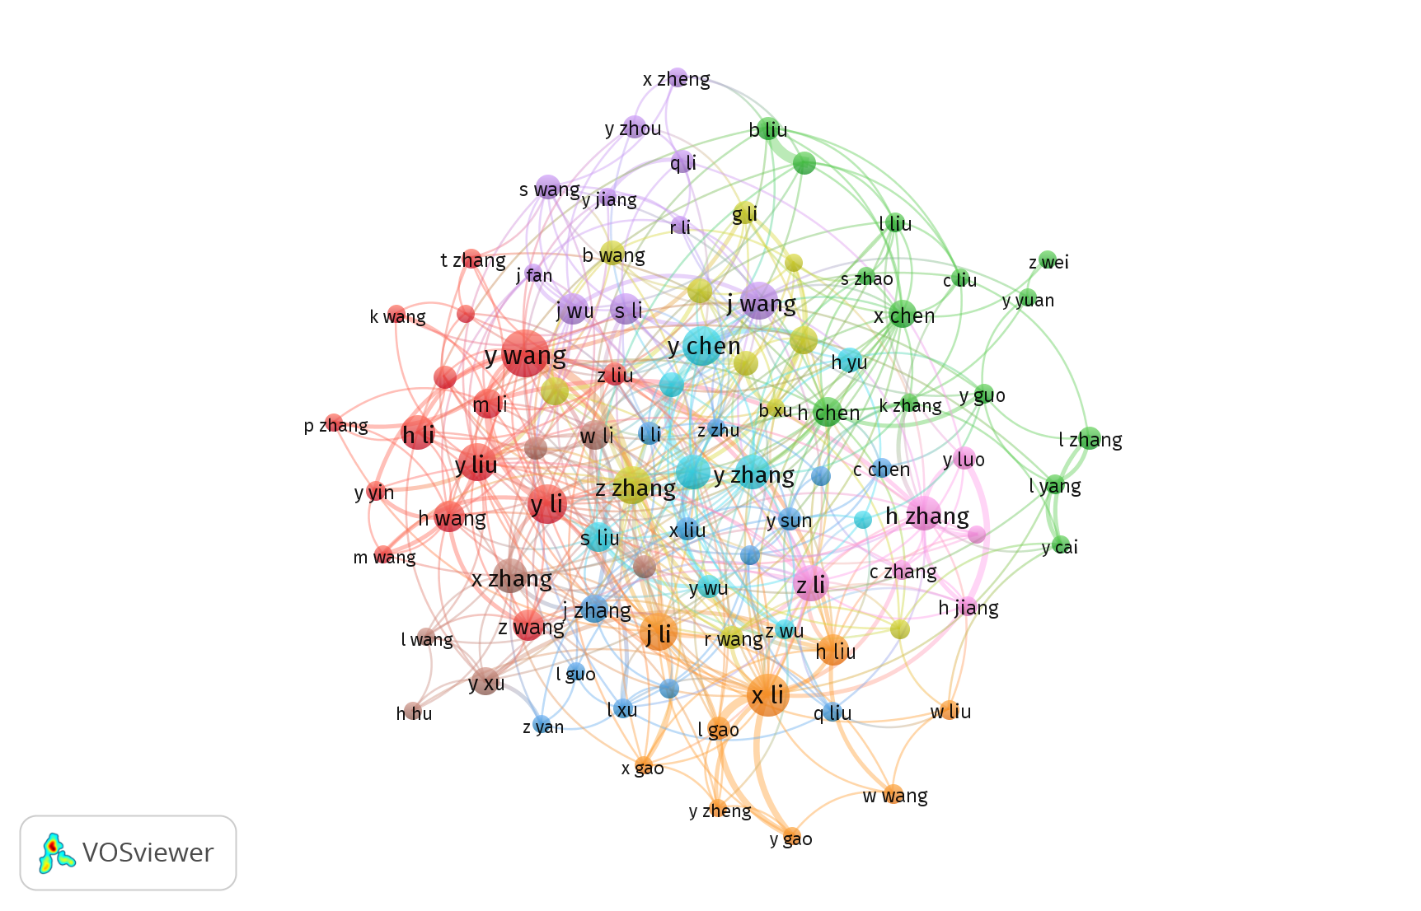 x zheng
y zhou
b liu
q li
s wang
y jiang
g li
r li
l liu
t zhang
b wang
j fan
s zhao
c liu
z wei
y yuan
k wang
j wu
s li
j wang
x chen
y wang
y chen
h yu
z liu
m li
b xu
h chen
k zhang
y guo
p zhang
h li
w li
l li
z zhu
l zhang
y liu
c chen
y luo
y zhang
z zhang
l yang
y yin
y li
h wang
h zhang
y sun
x liu
s liu
y cai
m wang
x zhang
c zhang
z li
y wu
h jiang
j zhang
z wang
l wang
j li
r wang
z wu
h liu
l guo
y xu
x li
h hu
z yan
l xu
q liu
w liu
l gao
x gao
w wang
y zheng
y gao
VOSviewer